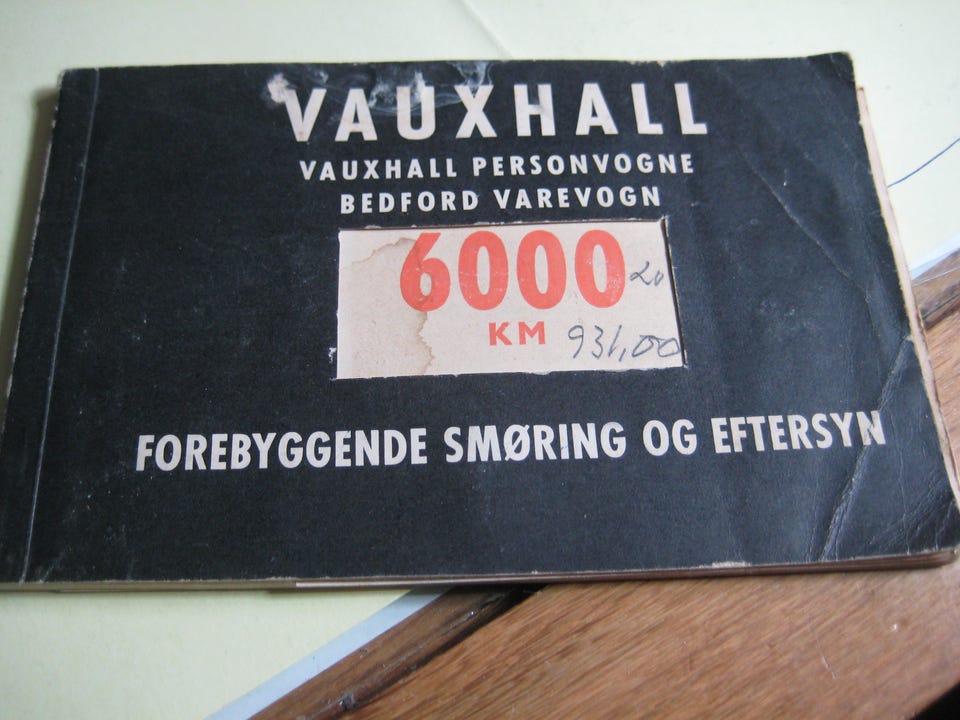 VAUXHALL
VAUXHALL PERSONVOGNE
BEDFORD VAREVOGN
6000
KM 931,00
FOREBYGGENDE SMØRING OG EFTERSYN